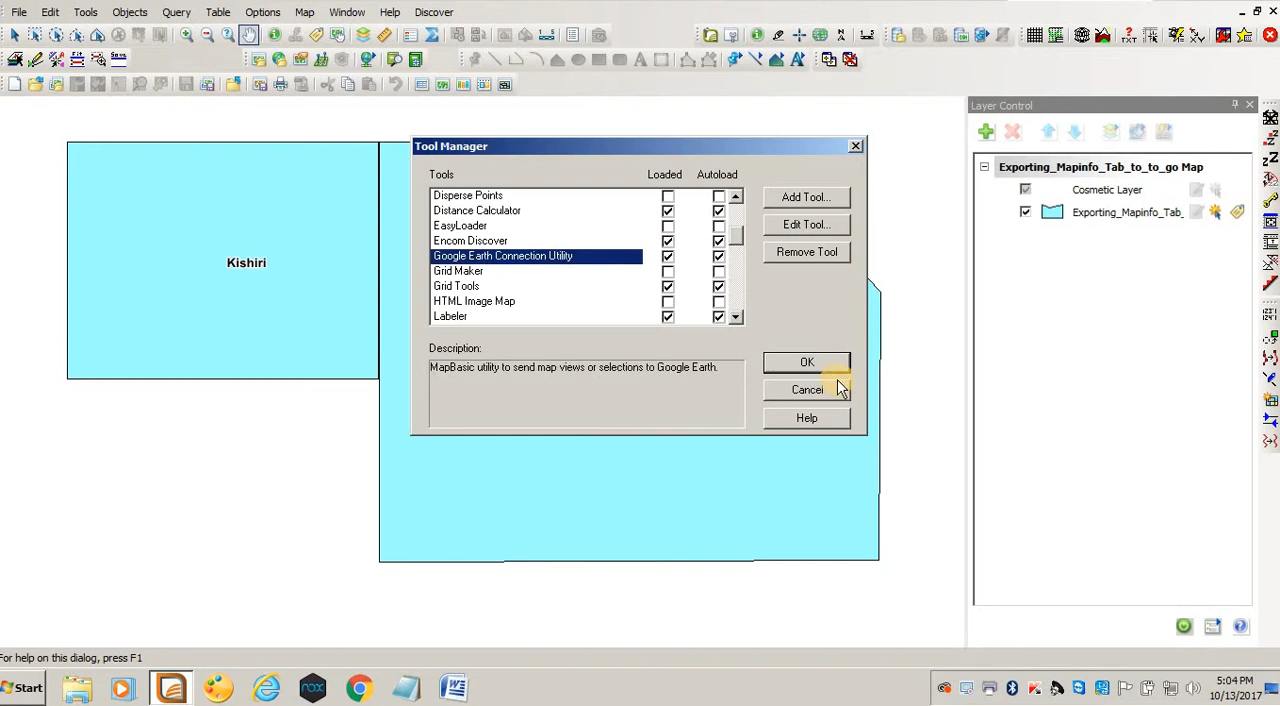 File Edit Tools Objects Query Table Options Map Window Help Discover
Layer Control
Tool Manager
Tools Loaded Autoload
Disperse Points
Distance Calculator
EasyLoader
Encom Discover
Google Earth Connection Utility
Grid Maker
Grid Tools
HTML Image Map
Labeler
Add Tool...
Edit Tool...
Remove Tool
Description:
MapBasic utility to send map views or selections to Google Earth.
OK
Cancel
Help
Kishiri
Exporting_Mapinfo_Tab_to_to_go Map
Cosmetic Layer
Exporting_Mapinfo_Tab_
For help on this dialog, press F1
Start
nox
5:04 PM
10/13/2017